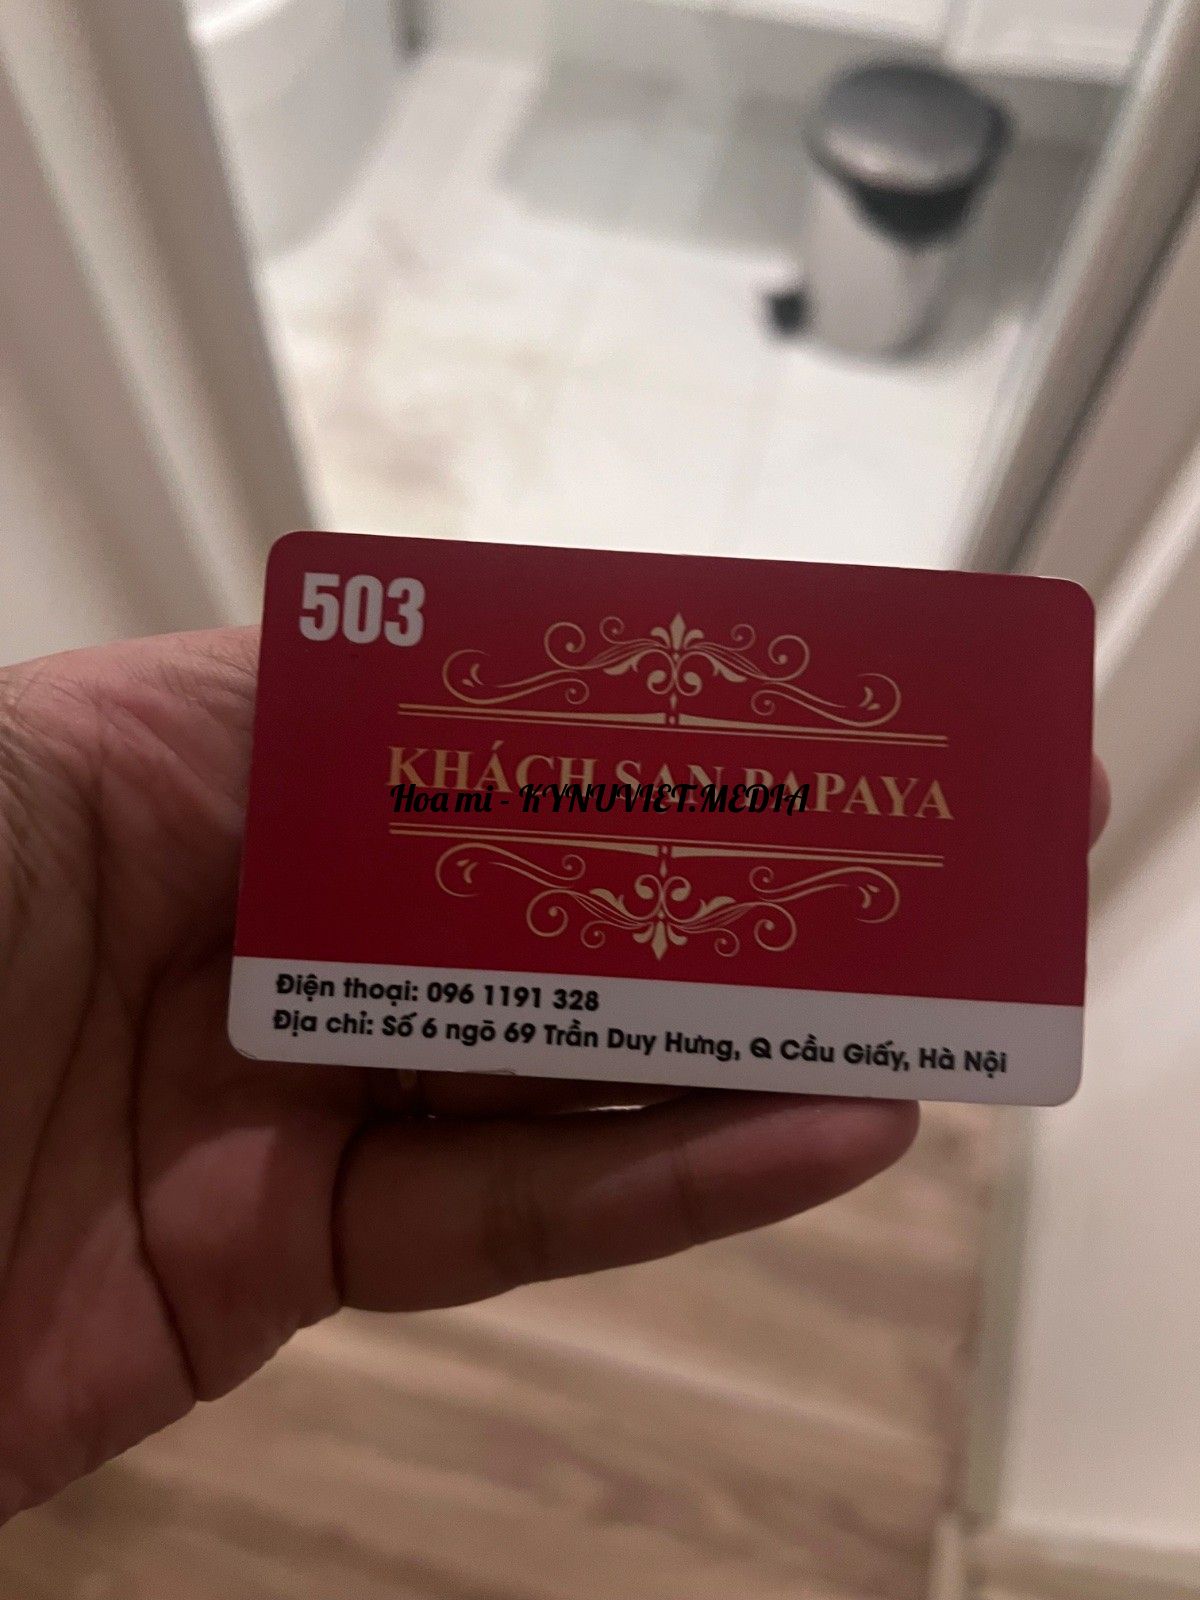 503
KHÁCH SẠN PAPAYA
Hoa mi - KYNUVIET.MEDIA
Điện thoại: 096 1191 328
Địa chỉ: Số 6 ngõ 69 Trần Duy Hưng, Q Cầu Giấy, Hà Nội